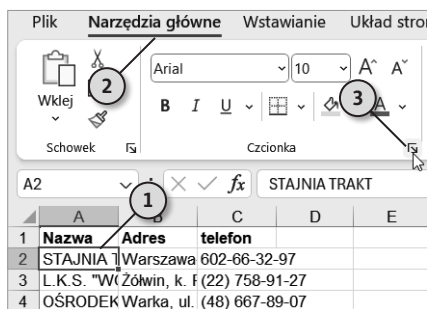 Plik Narzędzia główne Wstawianie Układ stro
Arial 10 A A
Wklej
B I U A
Schowek Czcionka
2
3
A2 fx STAJNIA TRAKT
1
A C D E
1 Nazwa Adres telefon
2 STAJNIA T Warszawa 602-66-32-97
3 L.K.S. "W Żółwin, k. (22) 758-91-27
4 OŚRODEK Warka, ul. (48) 667-89-07